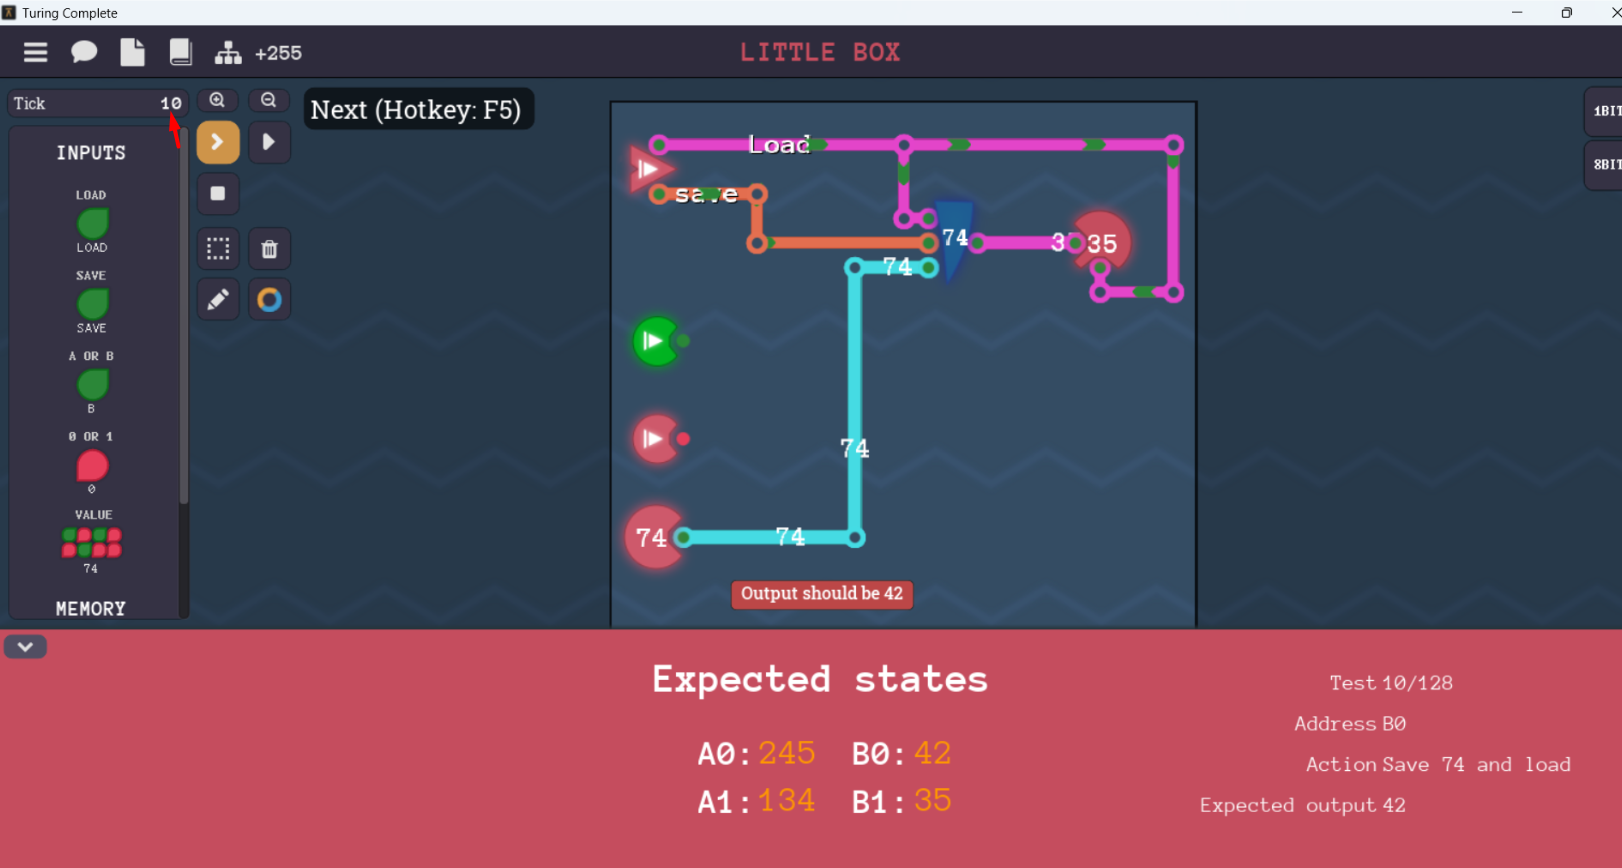 Turing Complete
+255
LITTLE BOX
Tick 10
Next (Hotkey: F5)
1BIT
8BIT
INPUTS
LOAD
LOAD
SAVE
SAVE
A OR B
B
0 OR 1
0
VALUE
74
MEMORY
Load
save
74
35
74
74
74
74
Output should be 42
Expected states
A0: 245 B0: 42
A1: 134 B1: 35
Test 10/128
Address B0
Action Save 74 and load
Expected output 42